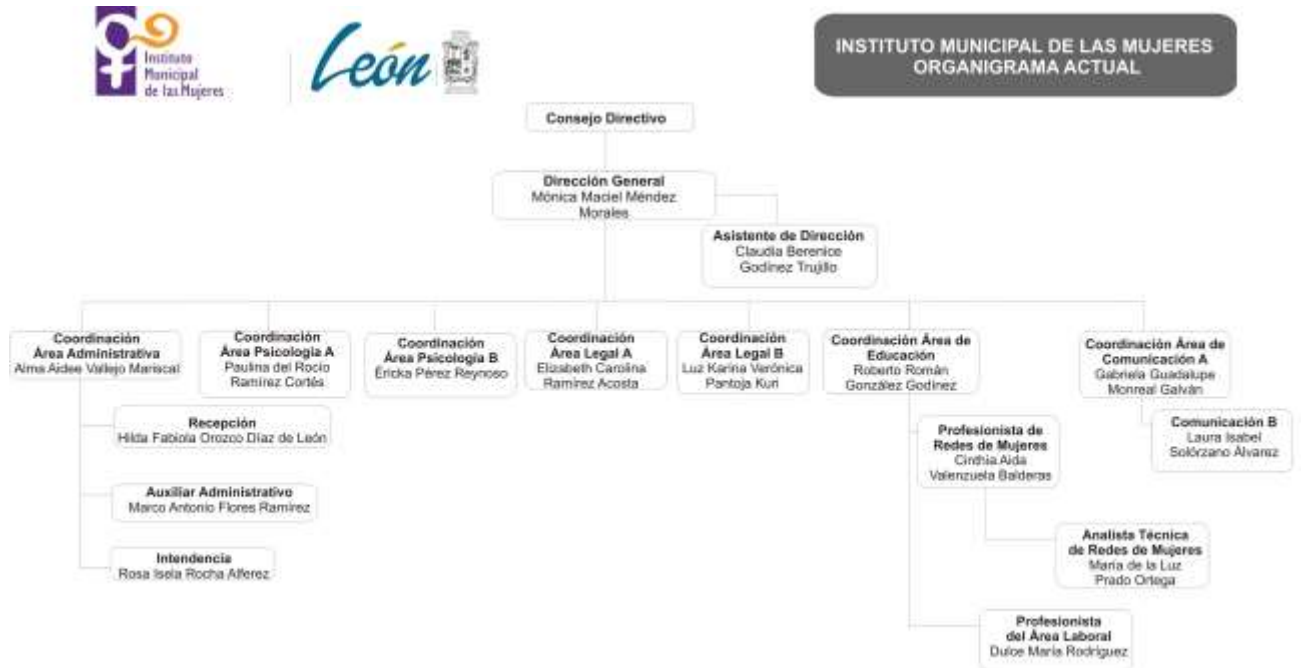 Instituto
Municipal
de las Mujeres
León
INSTITUTO MUNICIPAL DE LAS MUJERES
ORGANIGRAMA ACTUAL
Consejo Directivo
Dirección General
Mónica Maciel Méndez
Morales
Asistente de Dirección
Claudia Berenice
Godínez Trujillo
Coordinación
Área Administrativa
Alma Aidee Vallejo Mariscal
Coordinación
Área Psicología A
Paulina del Rocío
Ramírez Cortés
Coordinación
Área Psicología B
Éricka Pérez Reynoso
Coordinación
Área Legal A
Elizabeth Carolina
Ramírez Acosta
Coordinación
Área Legal B
Luz Karina Verónica
Pantoja Kuri
Coordinación Área de
Educación
Roberto Román
González Godínez
Coordinación Área de
Comunicación A
Gabriela Guadalupe
Monreal Galván
Recepción
Hilda Fabiola Orozco Díaz de León
Auxiliar Administrativo
Marco Antonio Flores Ramírez
Intendencia
Rosa Isela Rocha Alferez
Profesionista de
Redes de Mujeres
Cinthia Aida
Valenzuela Balderas
Comunicación B
Laura Isabel
Solórzano Álvarez
Analista Técnica
de Redes de Mujeres
María de la Luz
Prado Ortega
Profesionista
del Área Laboral
Dulce María Rodríguez